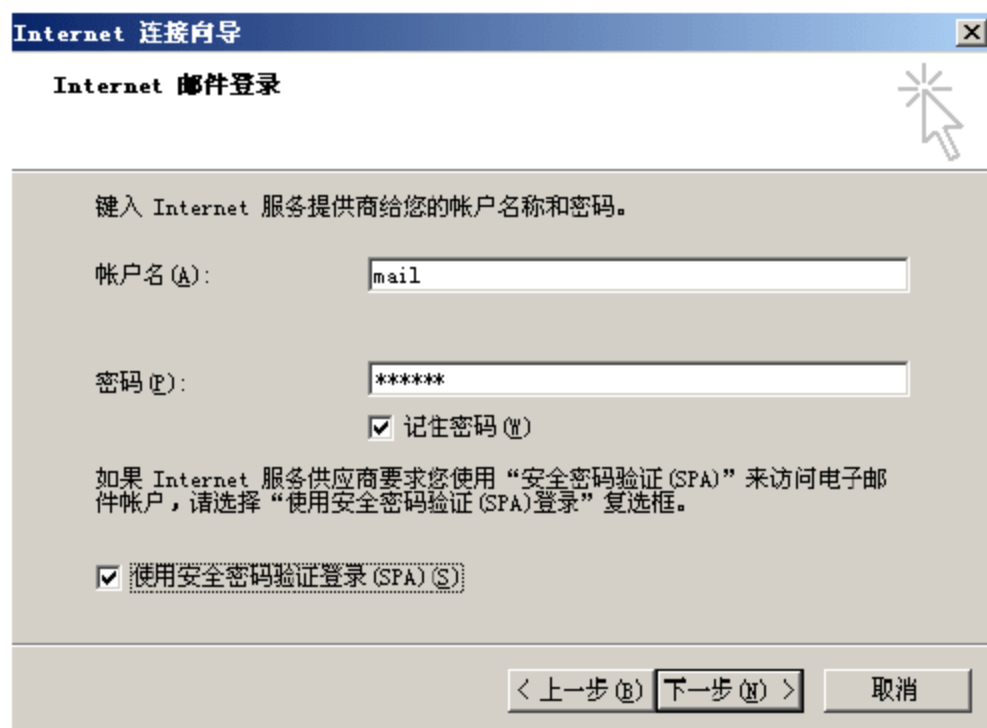 Internet 连接向导
Internet 邮件登录
键入 Internet 服务提供商给您的帐户名称和密码。
帐户名(A):
mail
密码(P):
******
记住密码(W)
如果 Internet 服务供应商要求您使用“安全密码验证(SPA)”来访问电子邮
件帐户，请选择“使用安全密码验证(SPA)登录”复选框。
使用安全密码验证登录(SPA)(S)
< 上一步(B) 下一步(N) > 取消